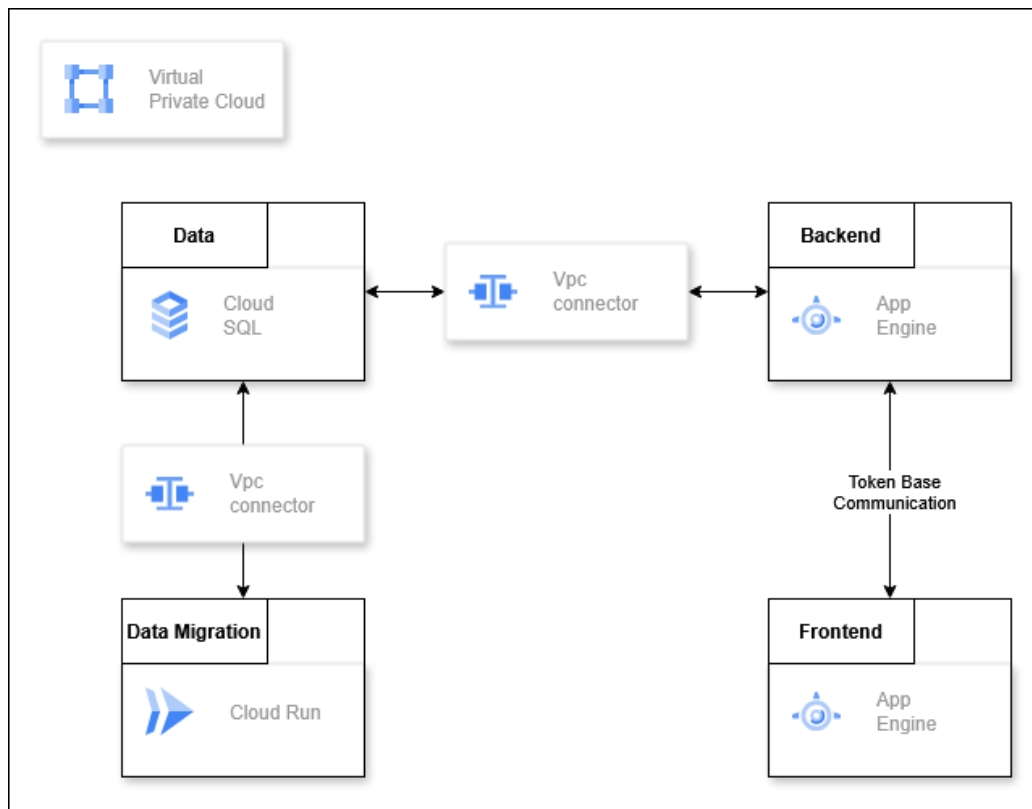 Virtual
Private Cloud
Data
Cloud
SQL
Vpc
connector
Backend
App
Engine
Vpc
connector
Token Base
Communication
Data Migration
Cloud Run
Frontend
App
Engine